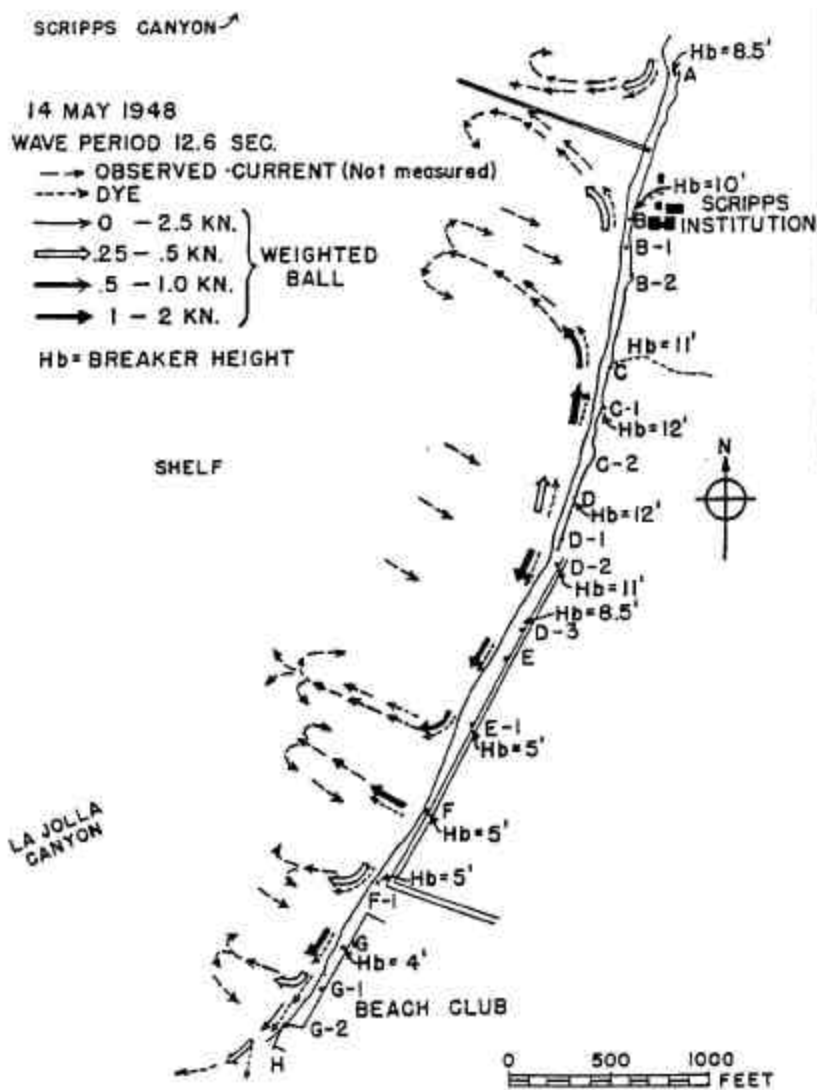 SCRIPPS CANYON
14 MAY 1948
WAVE PERIOD 12.6 SEC.
OBSERVED CURRENT (Not measured)
DYE
0 - 2.5 KN.
.25 - .5 KN.
.5 - 1.0 KN.
1 - 2 KN.
WEIGHTED
BALL
Hb = BREAKER HEIGHT
Hb = 8.5'
A
Hb = 10'
B
SCRIPPS
INSTITUTION
B-1
B-2
Hb = 11'
C
C-1
Hb = 12'
C-2
SHELF
N
D
Hb = 12'
D-1
D-2
Hb = 11'
Hb = 8.5'
D-3
E
E-1
Hb = 5'
F
Hb = 5'
LA JOLLA
CANYON
Hb = 5'
F-1
G
Hb = 4'
G-1
BEACH CLUB
G-2
H
0 500 1000
FEET